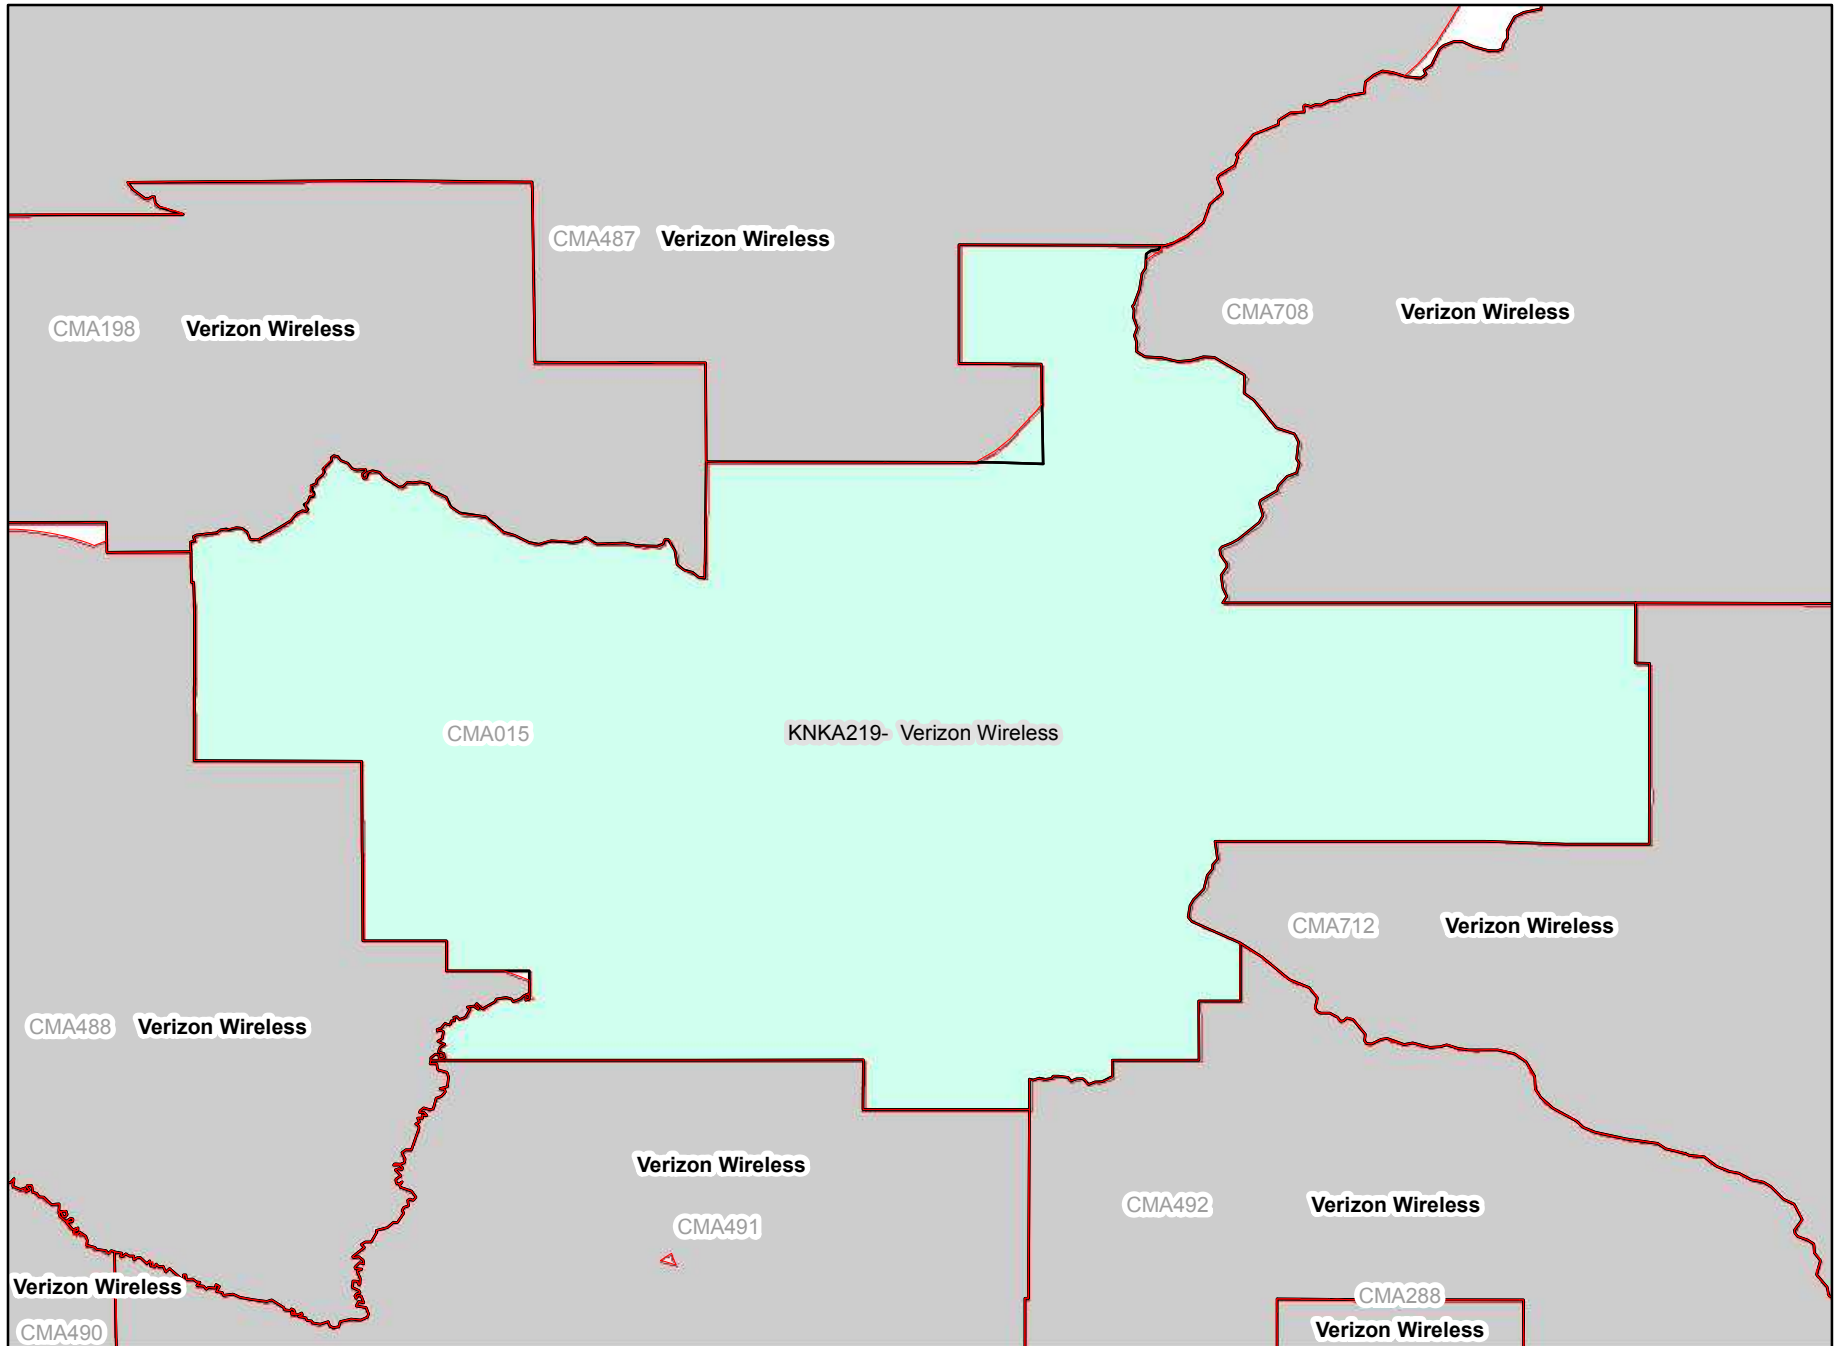 CMA487 Verizon Wireless
CMA198 Verizon Wireless
CMA708 Verizon Wireless
CMA015 KNKA219- Verizon Wireless
CMA712 Verizon Wireless
CMA488 Verizon Wireless
Verizon Wireless
CMA491
CMA492 Verizon Wireless
Verizon Wireless
CMA490
CMA288
Verizon Wireless